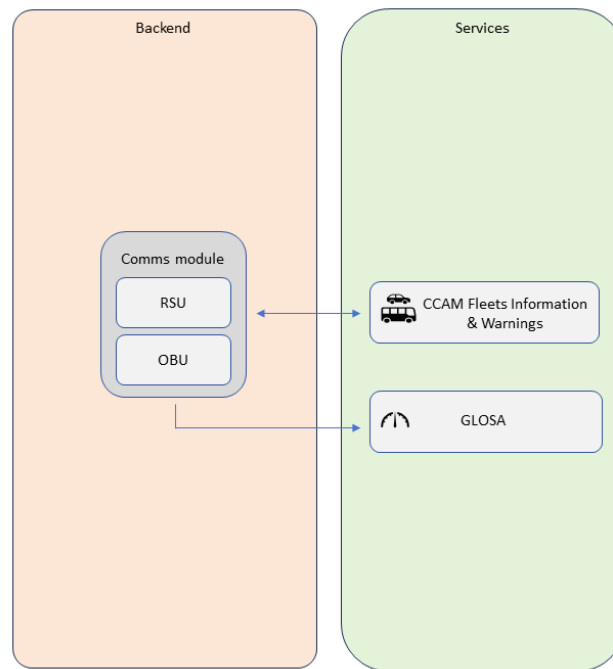 Backend
Services
Comms module
RSU
OBU
CCAM Fleets Information
& Warnings
GLOSA